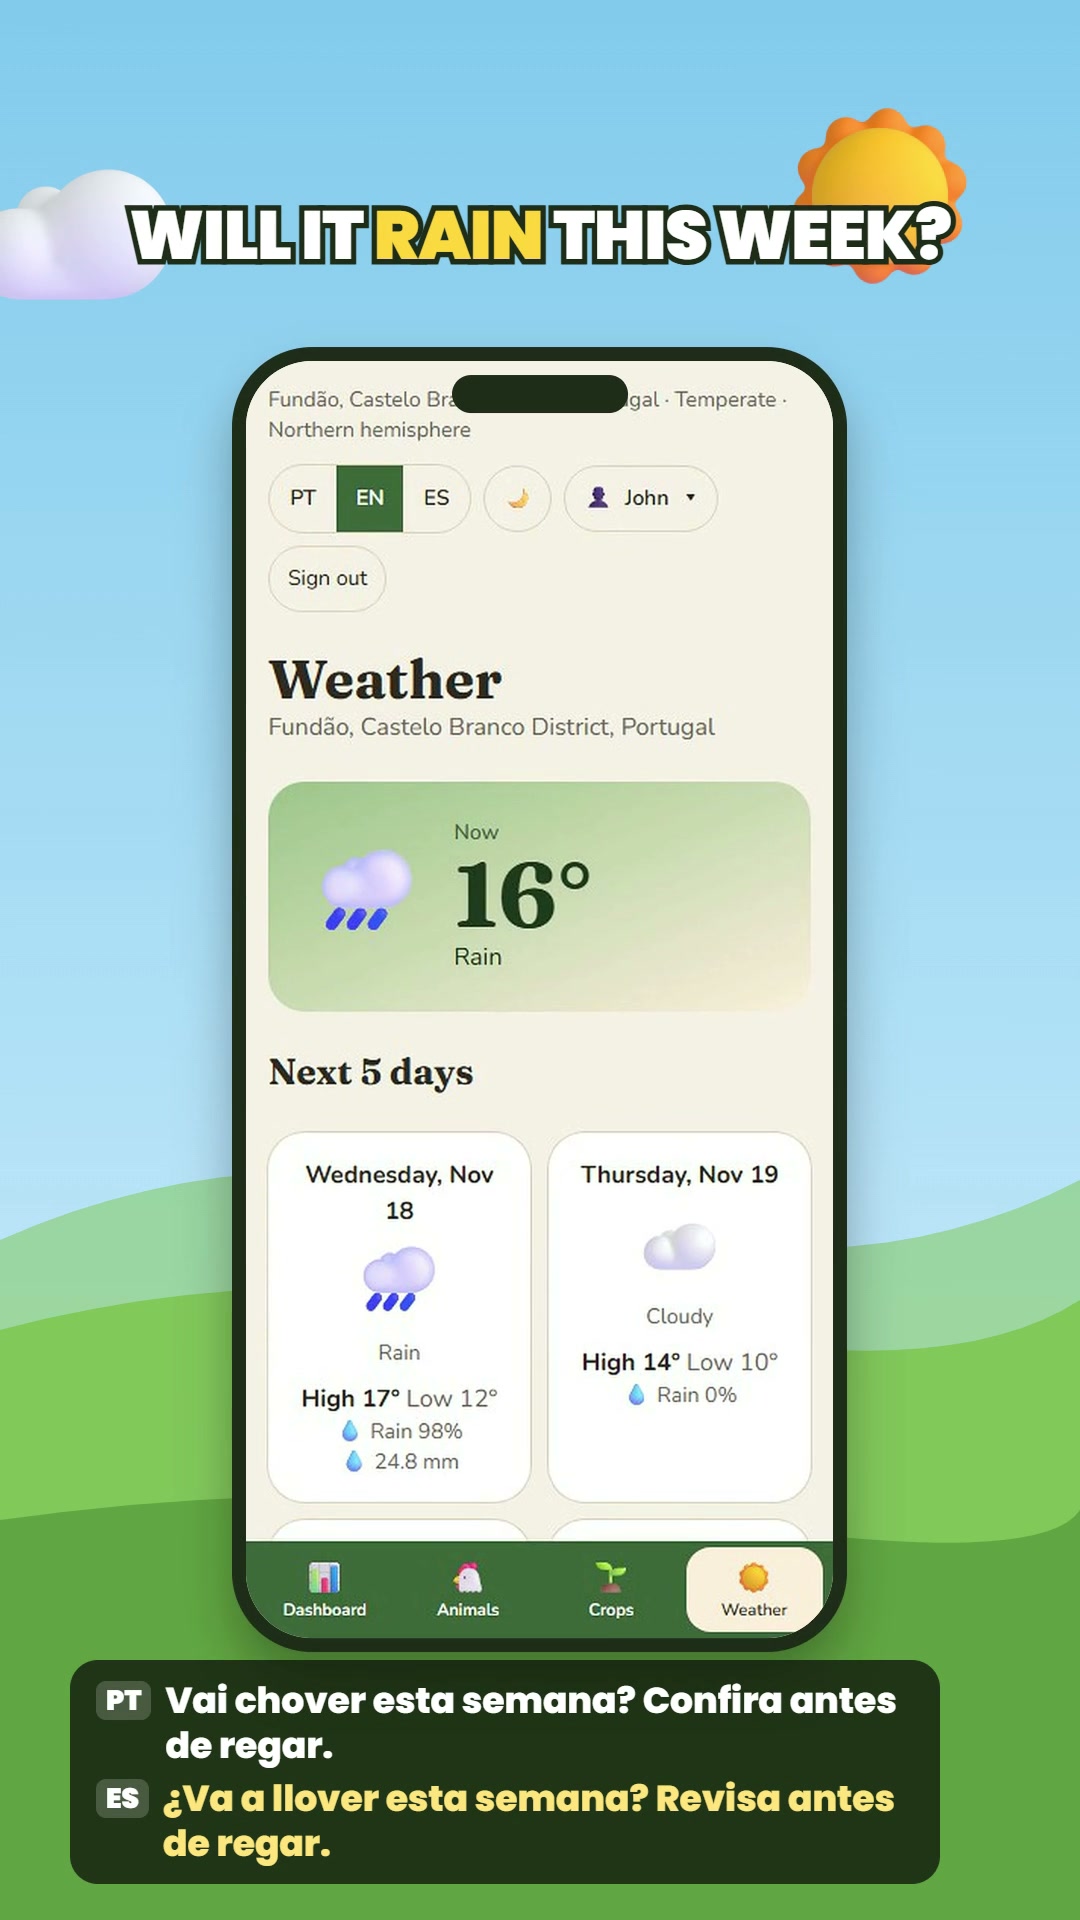 WILL IT RAIN THIS WEEK?
Fundão, Castelo gal · Temperate ·
Northern hemisphere
PT EN ES John
Sign out
Weather
Fundão, Castelo Branco District, Portugal
Now
16°
Rain
Next 5 days
Wednesday, Nov
18
Rain
High 17° Low 12°
Rain 98%
24.8 mm
Thursday, Nov 19
Cloudy
High 14° Low 10°
Rain 0%
Dashboard Animals Crops Weather
PT Vai chover esta semana? Confira antes
de regar.
ES ¿Va a llover esta semana? Revisa antes
de regar.